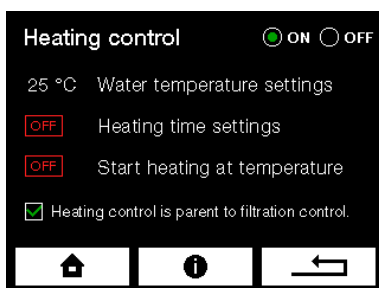 Heating control ON OFF
25 °C Water temperature settings
OFF Heating time settings
OFF Start heating at temperature
Heating control is parent to filtration control.